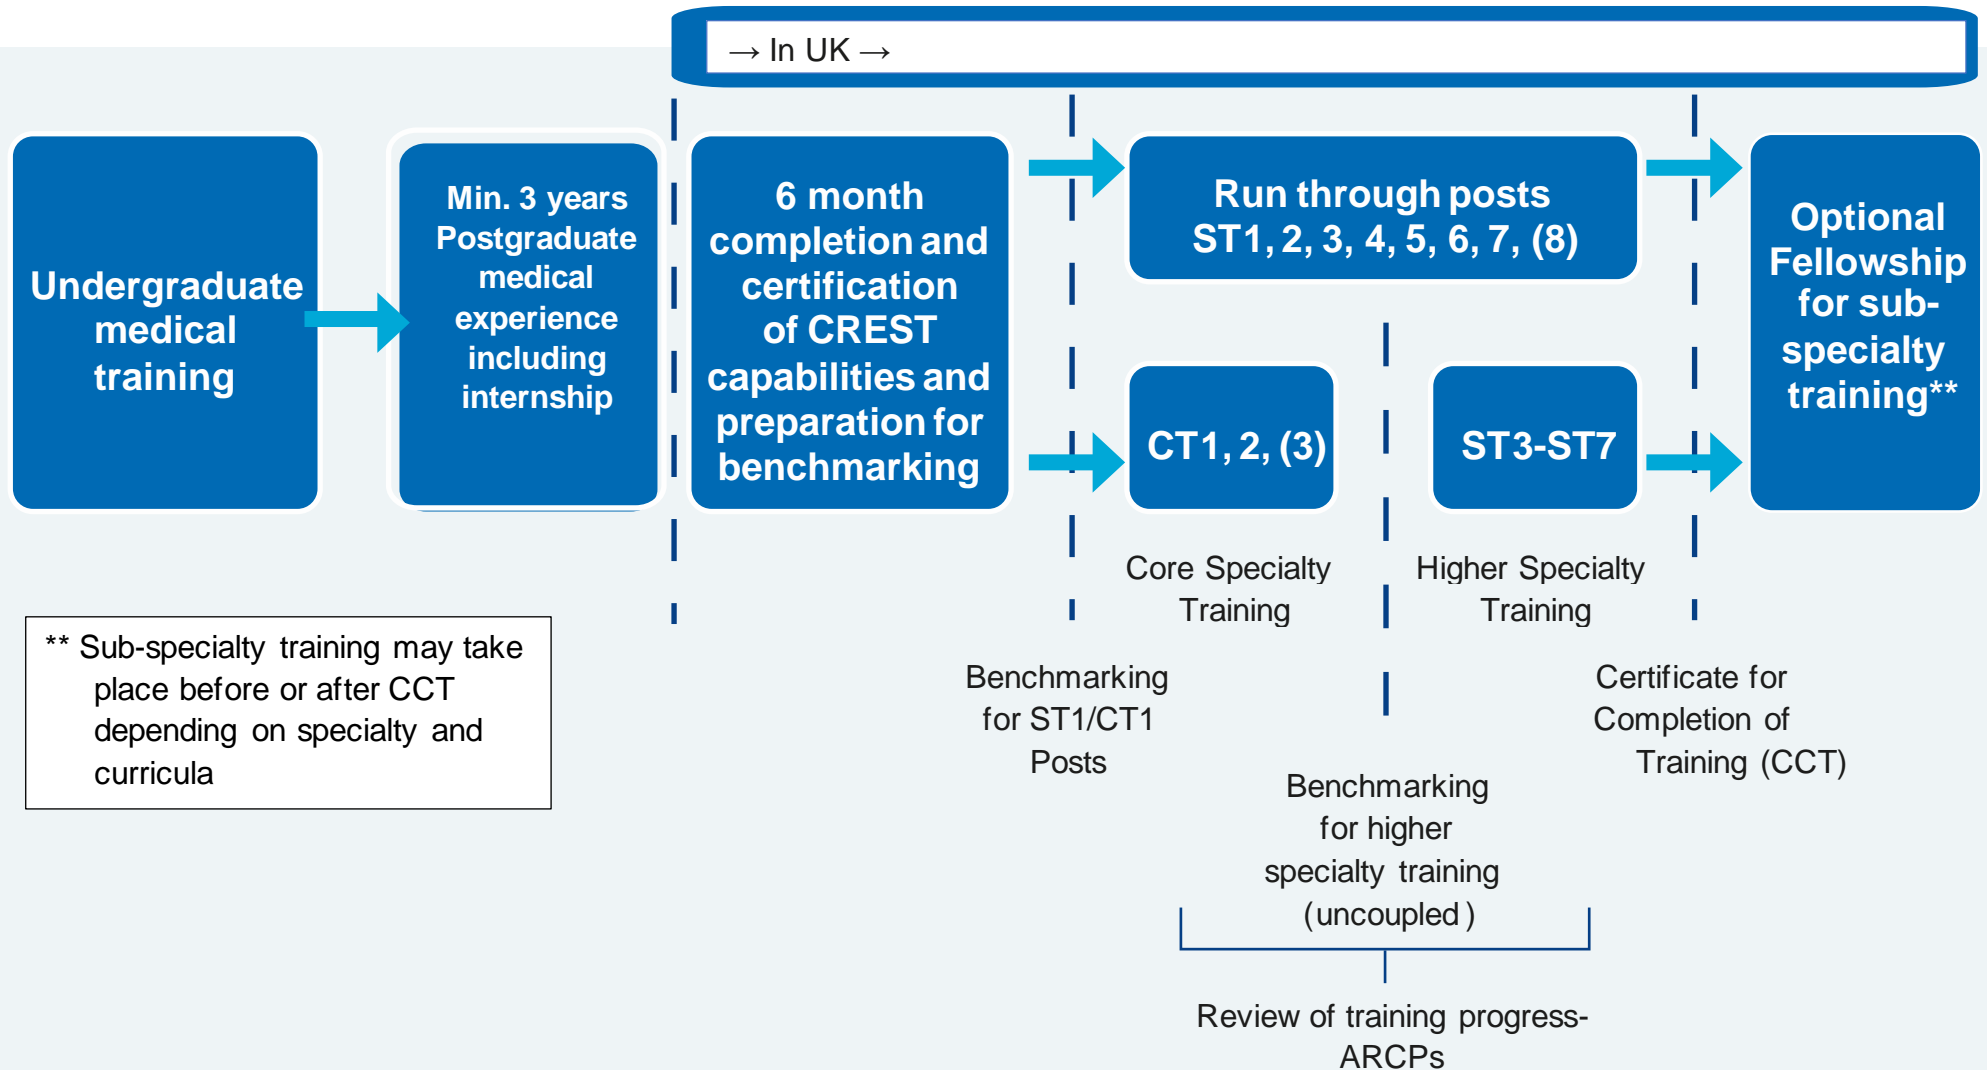 → In UK →
Undergraduate
medical
training
Min. 3 years
Postgraduate
medical
experience
including
internship
6 month
completion and
certification
of CREST
capabilities and
preparation for
benchmarking
Run through posts
ST1, 2, 3, 4, 5, 6, 7, (8)
CT1, 2, (3)
ST3-ST7
Optional
Fellowship
for sub-
specialty
training**
Core Specialty
Training
Higher Specialty
Training
** Sub-specialty training may take
place before or after CCT
depending on specialty and
curricula
Benchmarking
for ST1/CT1
Posts
Certificate for
Completion of
Training (CCT)
Benchmarking
for higher
specialty training
(uncoupled)
Review of training progress-
ARCPs